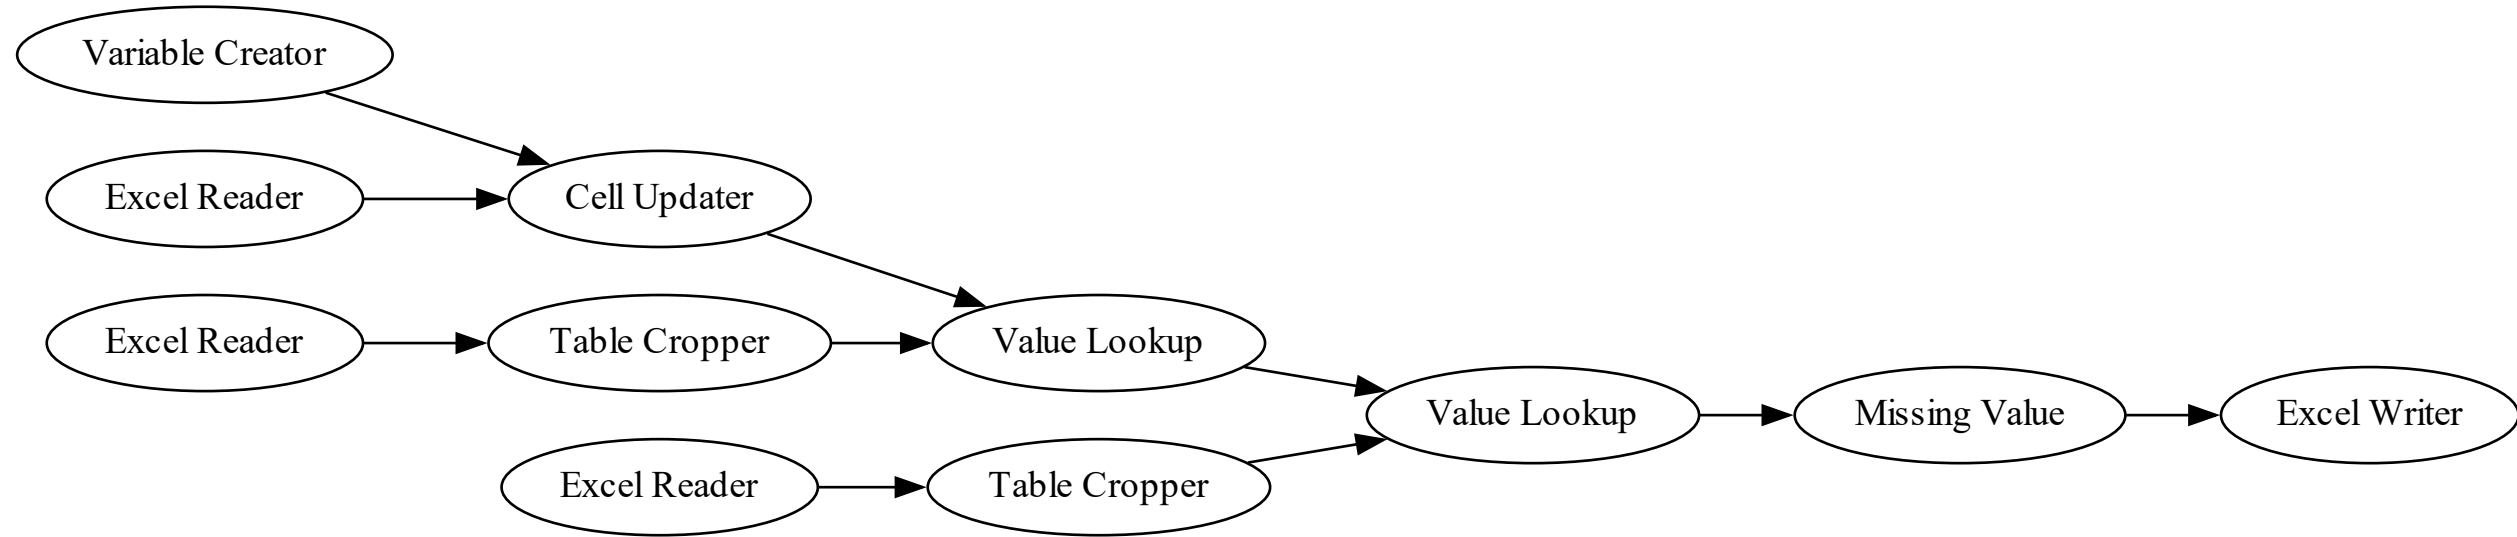 Variable Creator
Excel Reader
Cell Updater
Excel Reader
Table Cropper
Value Lookup
Value Lookup
Missing Value
Excel Writer
Excel Reader
Table Cropper